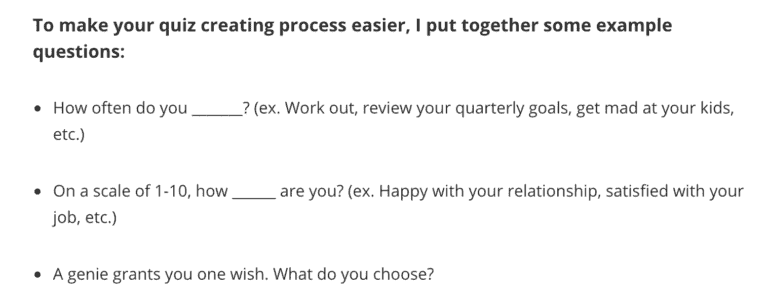 To make your quiz creating process easier, I put together some example
questions:
• How often do you ______? (ex. Work out, review your quarterly goals, get mad at your kids,
etc.)
• On a scale of 1-10, how _____ are you? (ex. Happy with your relationship, satisfied with your
job, etc.)
• A genie grants you one wish. What do you choose?